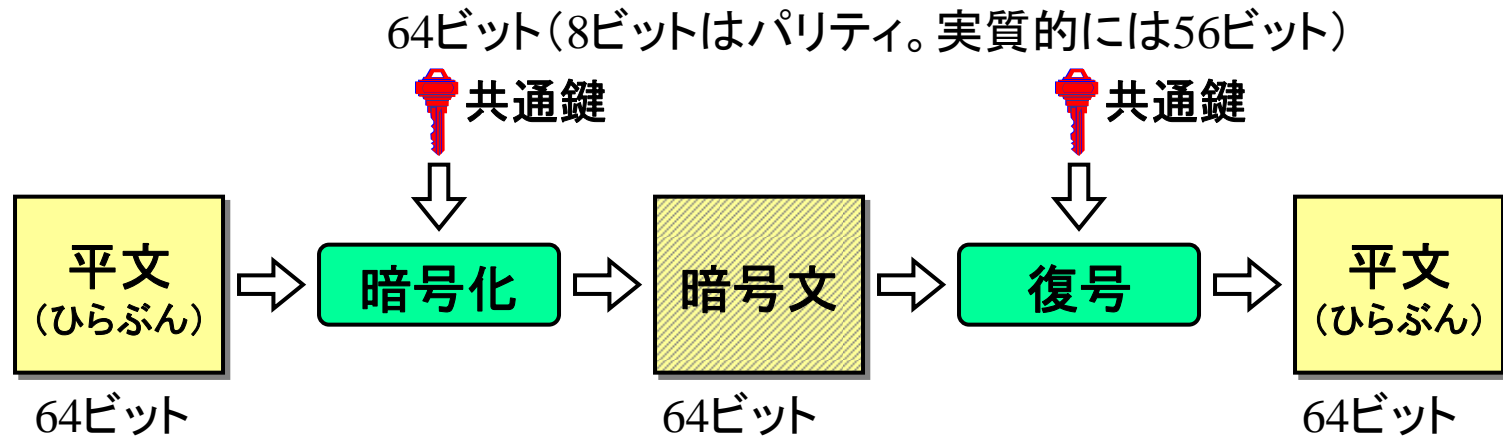 64ビット（8ビットはパリティ。実質的には56ビット）
共通鍵
共通鍵
平文
（ひらぶん）
暗号化
暗号文
復号
平文
（ひらぶん）
64ビット
64ビット
64ビット